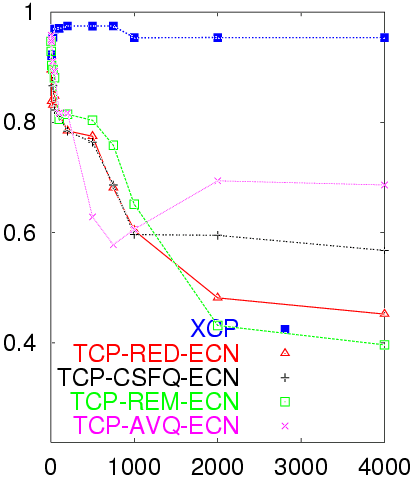 1
0.8
0.6
0.4
XCP
TCP-RED-ECN
TCP-CSFQ-ECN
TCP-REM-ECN
TCP-AVQ-ECN
0 1000 2000 3000 4000